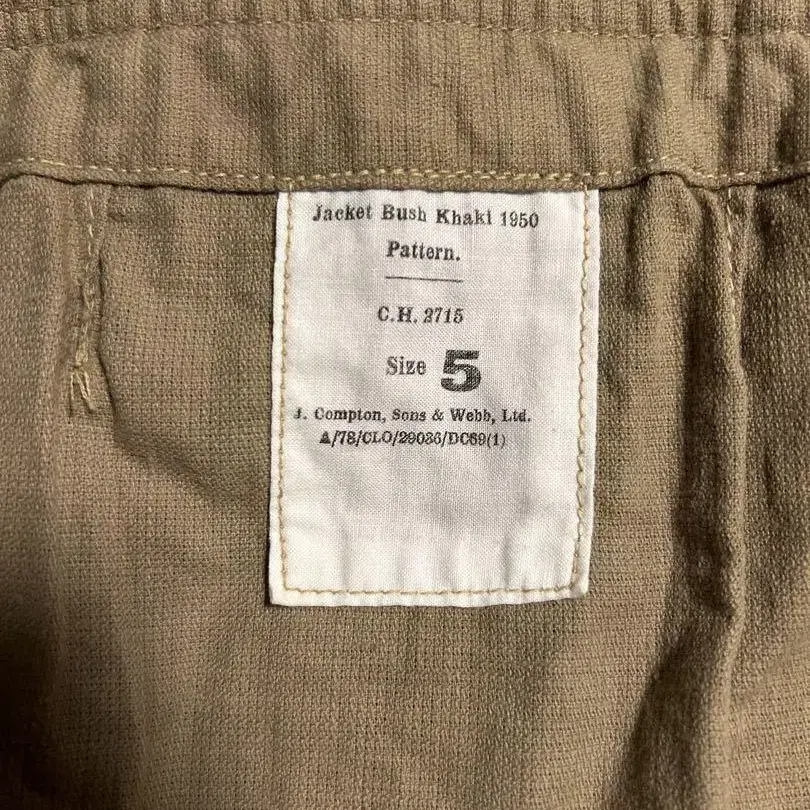 Jacket Bush Khaki 1950
Pattern.
C.H. 2715
Size 5
J. Compton, Sons & Webb, Ltd.
A/78/CLO/29036/DC69(1)